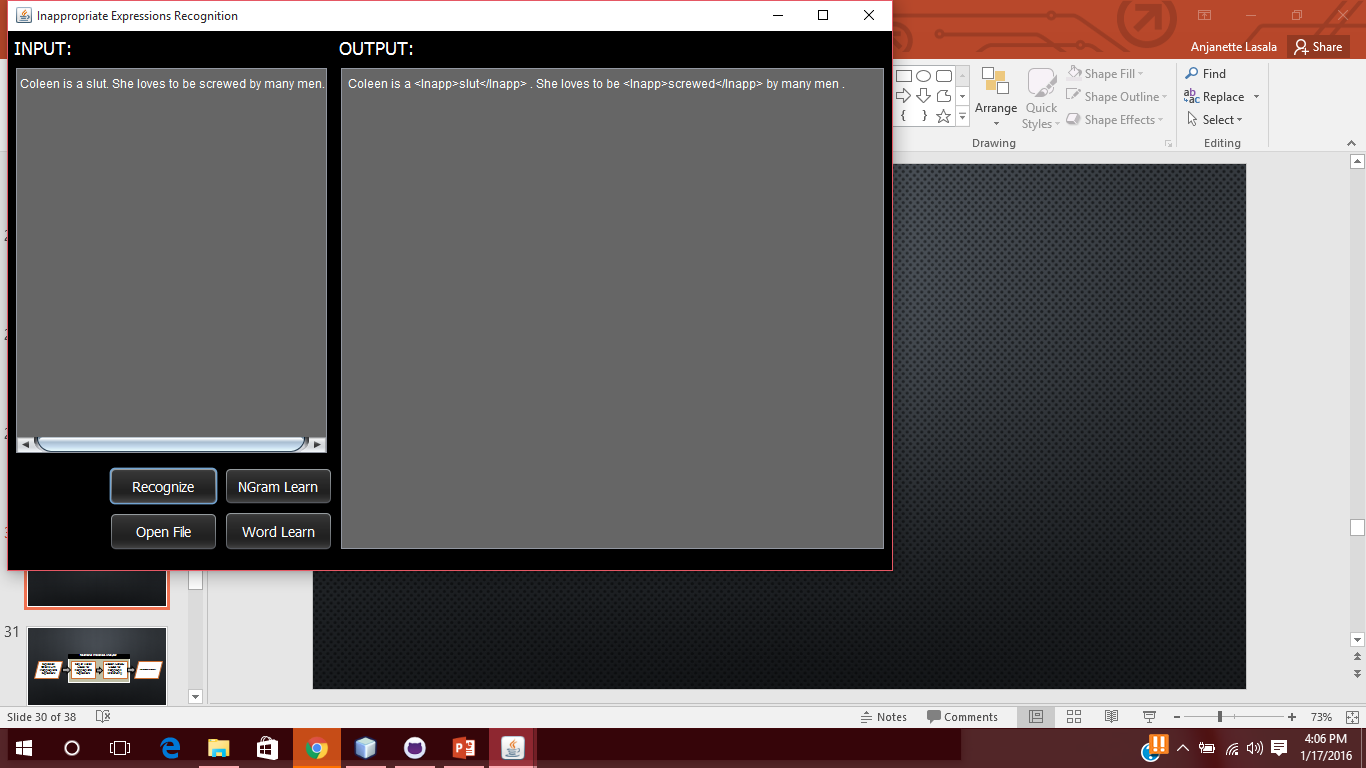 Inappropriate Expressions Recognition
INPUT:
OUTPUT:
Coleen is a slut. She loves to be screwed by many men.
Coleen is a <Inapp>slut</Inapp> . She loves to be <Inapp>screwed</Inapp> by many men .
Recognize
NGram Learn
Open File
Word Learn
Anjanette Lasala
Share
Arrange
Quick
Styles
Shape Fill
Shape Outline
Shape Effects
Drawing
Find
Replace
Select
Editing
31
Slide 30 of 38
Notes
Comments
73%
4:06 PM
1/17/2016